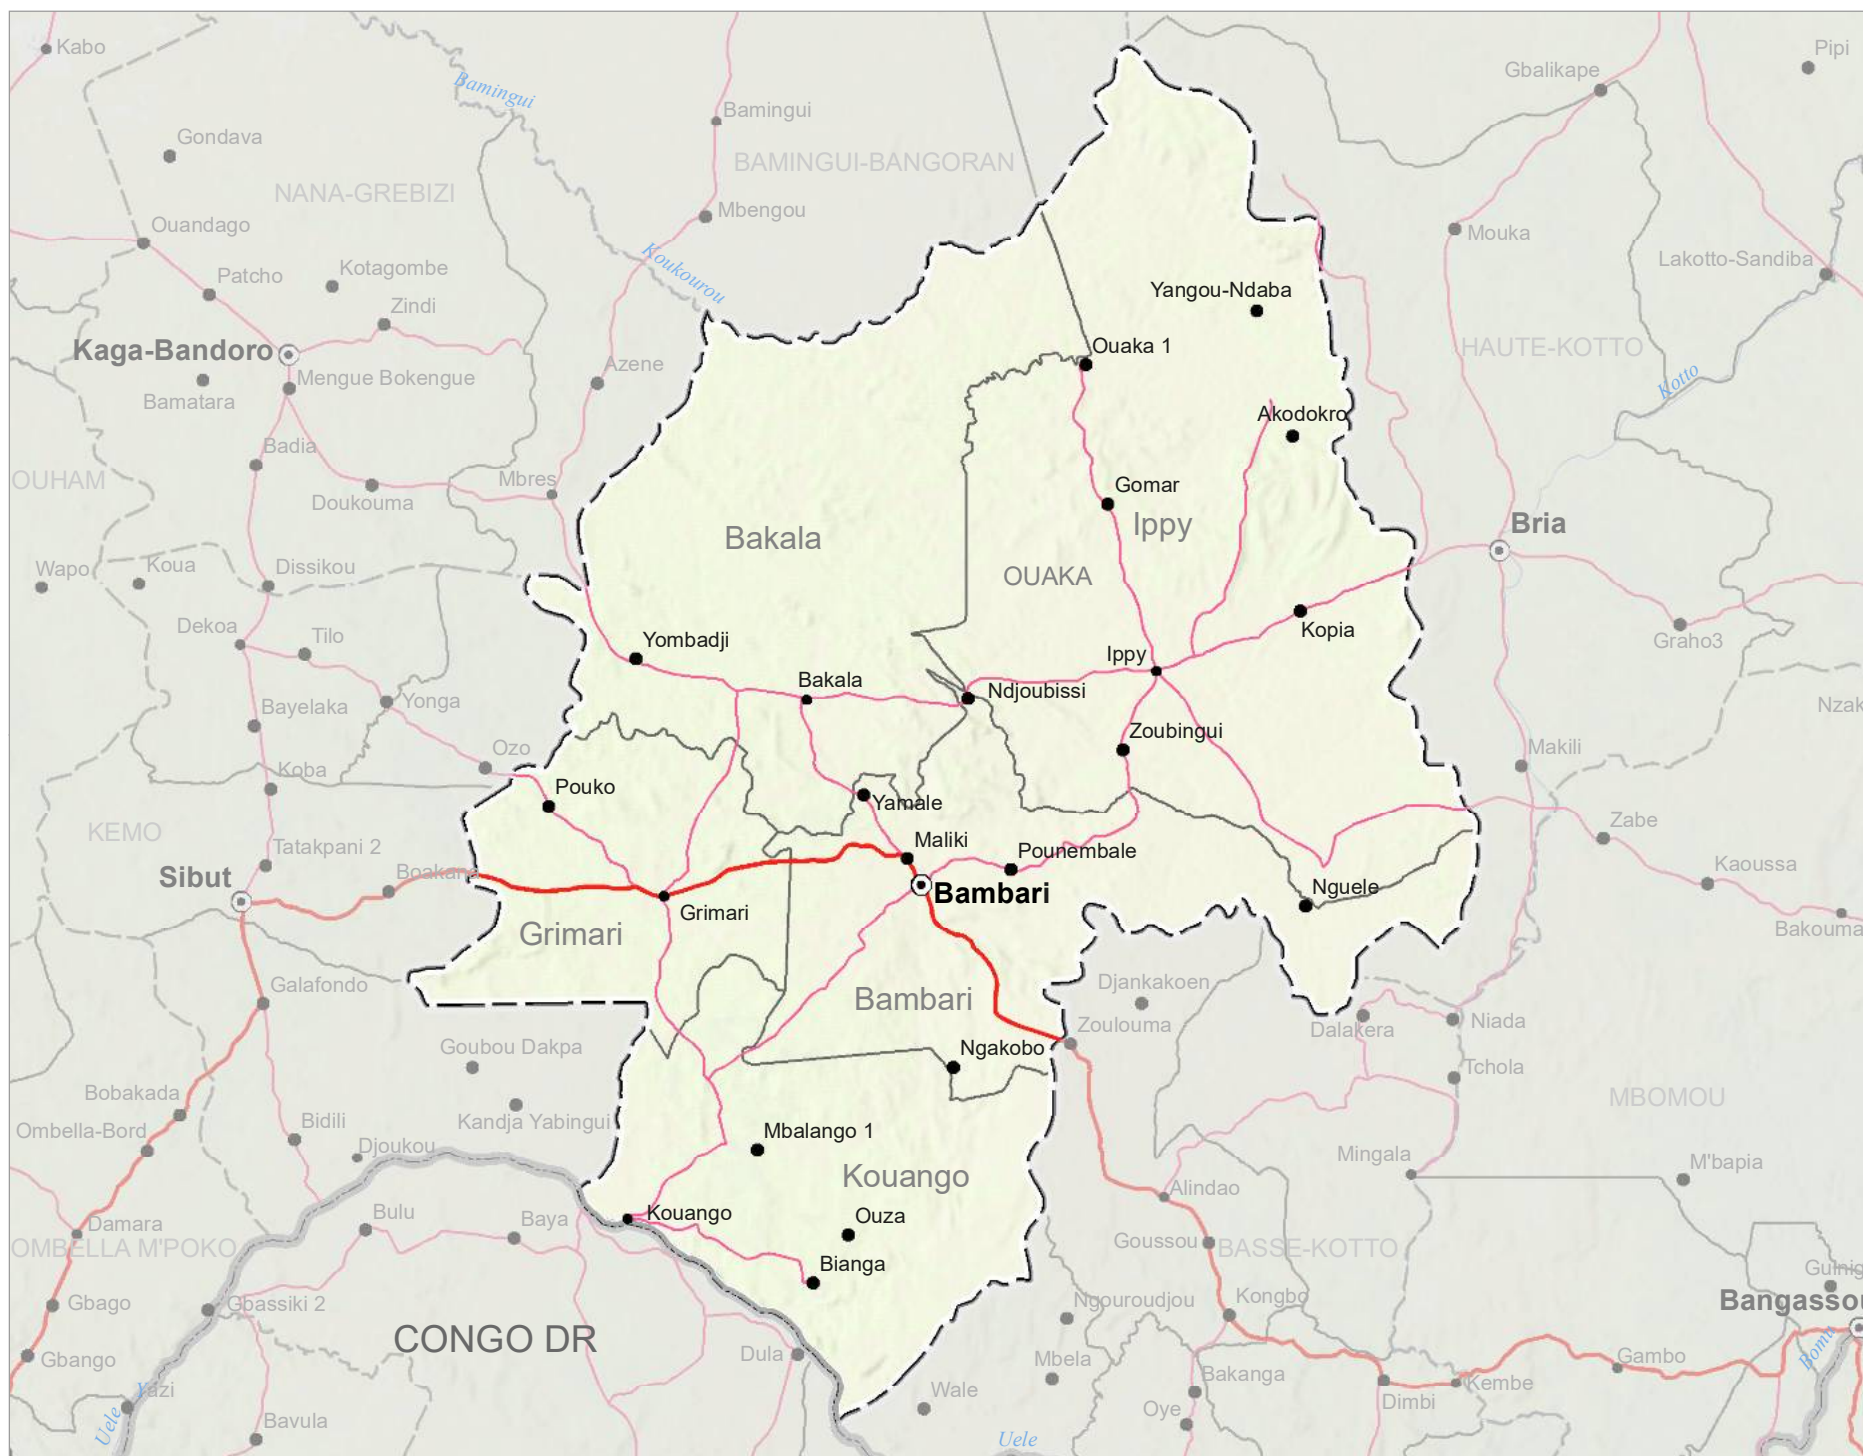 Kabo
Pipi
Gbalikape
Bamingui
Bamingui
Gondava
BAMINGUI-BANGORAN
NANA-GREBIZI
Mbengou
Ouandago
Mouka
Koukourou
Lakotto-Sandiba
Patcho
Kotagombe
Yangou-Ndaba
Zindi
Ouaka 1
Kaga-Bandoro
HAUTE-KOTTO
Azene
Mengue Bokengue
Kotto
Bamatara
Akodokro
Badia
OUHAM
Mbres
Gomar
Doukouma
Bria
Ippy
Bakala
Wapo
Koua
Dissikou
OUAKA
Dekoa
Tilo
Yombadji
Kopia
Graho3
Ippy
Bakala
Ndjoubissi
Yonga
Bayelaka
Nzak
Zoubingui
Ozo
Makili
Koba
Pouko
Yamale
Zabe
KEMO
Maliki
Tatakpani 2
Pounembale
Kaoussa
Boakana
Sibut
Nguele
Bambari
Grimari
Grimari
Bakouma
Djankakoen
Galafondo
Bambari
Zoulouma
Dalakera
Niada
Goubou Dakpa
Ngakobo
Tchola
Bobakada
MBOMOU
Kandja Yabingui
Bidili
Ombella-Bord
Mbalango 1
Djoukou
Mingala
M'bapia
Kouango
Alindao
Bulu
Kouango
Ouza
Baya
Damara
Goussou
OMBELLA M'POKO
BASSE-KOTTO
Bianga
Guinig
Gbago
Gbassiki 2
Ngouroudjou
Kongbo
Bangassou
CONGO DR
Bomu
Gbango
Dula
Mbela
Gambo
Bakanga
Kembe
Yazi
Wale
Dimbi
Oye
Bavula
Uele
Uele